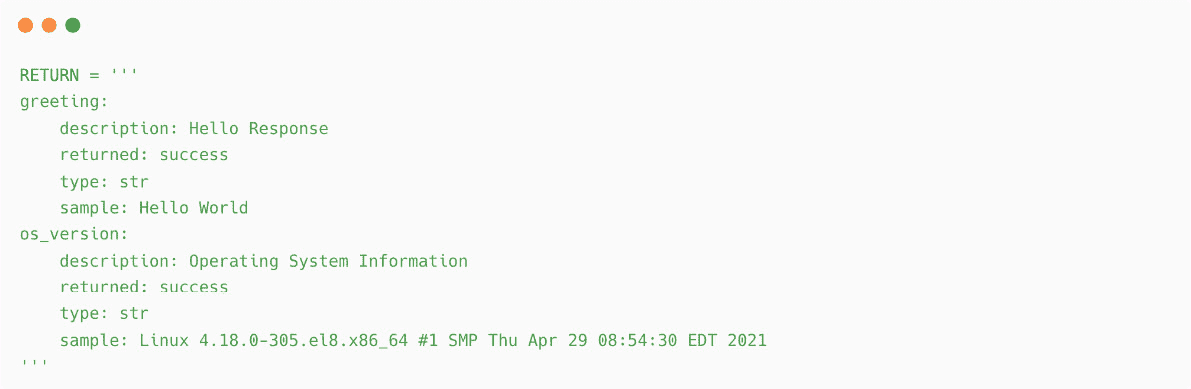 RETURN = '''
greeting:
    description: Hello Response
    returned: success
    type: str
    sample: Hello World
os_version:
    description: Operating System Information
    returned: success
    type: str
    sample: Linux 4.18.0-305.el8.x86_64 #1 SMP Thu Apr 29 08:54:30 EDT 2021
'''